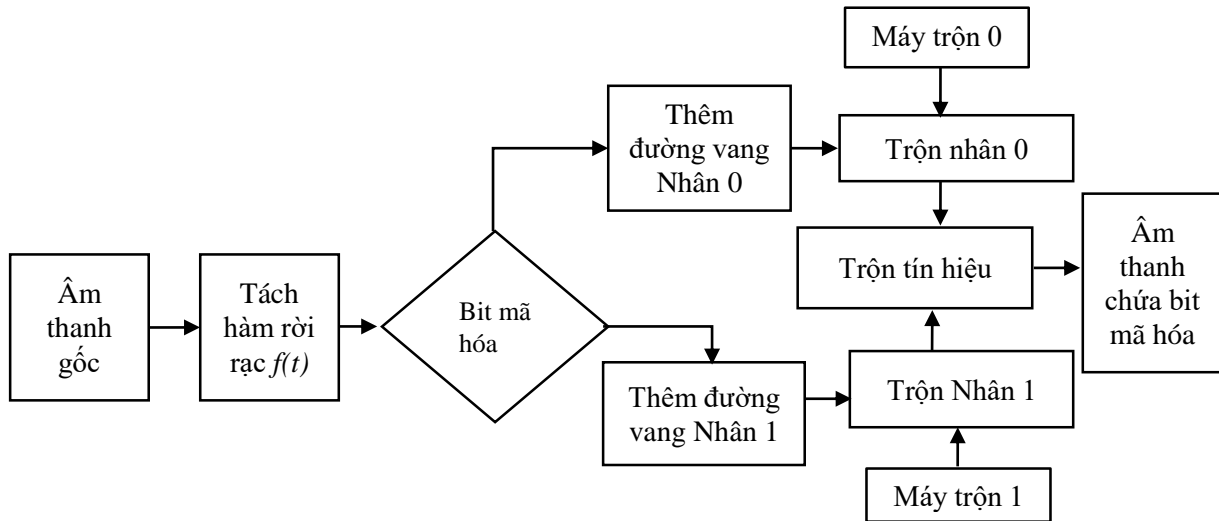 Âm
thanh
gốc
Tách
hàm rời
rạc f(t)
Bit mã
hóa
Thêm
đường vang
Nhân 0
Máy trộn 0
Trộn nhân 0
Trộn tín hiệu
Thêm đường
vang Nhân 1
Trộn Nhân 1
Máy trộn 1
Âm
thanh
chứa bit
mã hóa